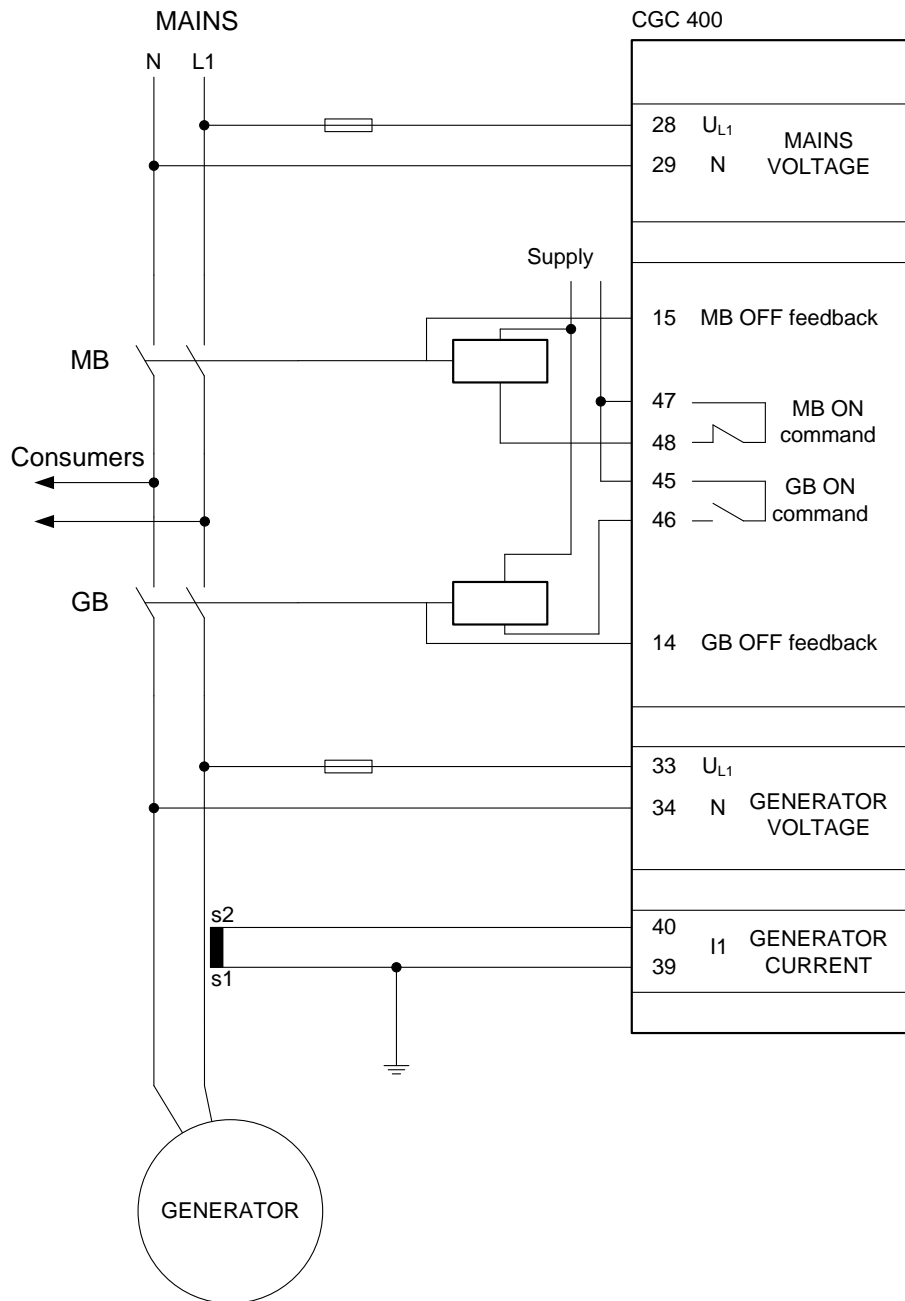 MAINS
N L1
CGC 400
28 U_L1 MAINS
29 N VOLTAGE
Supply
15 MB OFF feedback
MB
47 MB ON
48 command
Consumers
45 GB ON
46 command
GB
14 GB OFF feedback
33 U_L1
34 N GENERATOR
VOLTAGE
s2
40 I1 GENERATOR
39 CURRENT
s1
GENERATOR